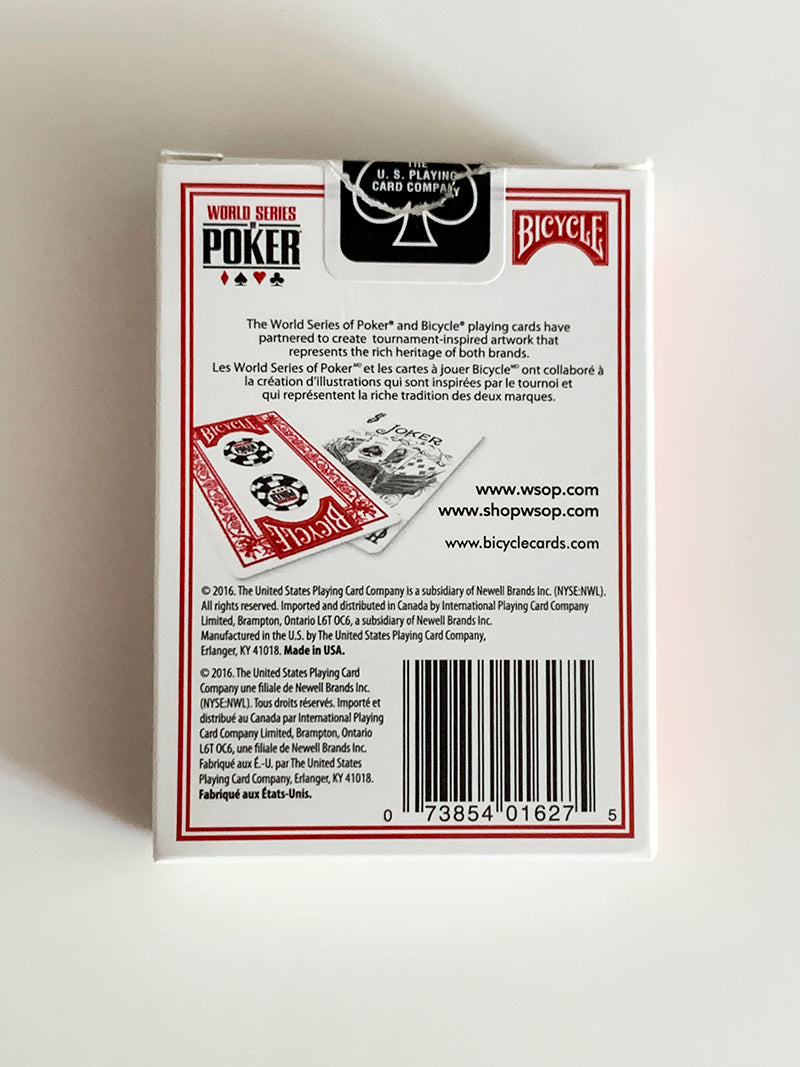 THE
U. S. PLAYING
CARD COMPANY
WORLD SERIES
OF
POKER
BICYCLE
The World Series of Poker® and Bicycle® playing cards have
partnered to create tournament-inspired artwork that
represents the rich heritage of both brands.
Les World Series of Poker ᴹᴰ et les cartes à jouer Bicycle ᴹᴰ ont collaboré à
la création d'illustrations qui sont inspirées par le tournoi et
qui représentent la riche tradition des deux marques.
BICYCLE
JOKER
POKER
POKER
BICYCLE
www.wsop.com
www.shopwsop.com
www.bicyclecards.com
© 2016. The United States Playing Card Company is a subsidiary of Newell Brands Inc. (NYSE:NWL).
All rights reserved. Imported and distributed in Canada by International Playing Card Company
Limited, Brampton, Ontario L6T OC6, a subsidiary of Newell Brands Inc.
Manufactured in the U.S. by The United States Playing Card Company,
Erlanger, KY 41018. Made in USA.
© 2016. The United States Playing Card
Company une filiale de Newell Brands Inc.
(NYSE:NWL). Tous droits réservés. Importé et
distribué au Canada par International Playing
Card Company Limited, Brampton, Ontario
L6T OC6, une filiale de Newell Brands Inc.
Fabriqué aux É.-U. par The United States
Playing Card Company, Erlanger, KY 41018.
Fabriqué aux États-Unis.
0 73854 01627 5